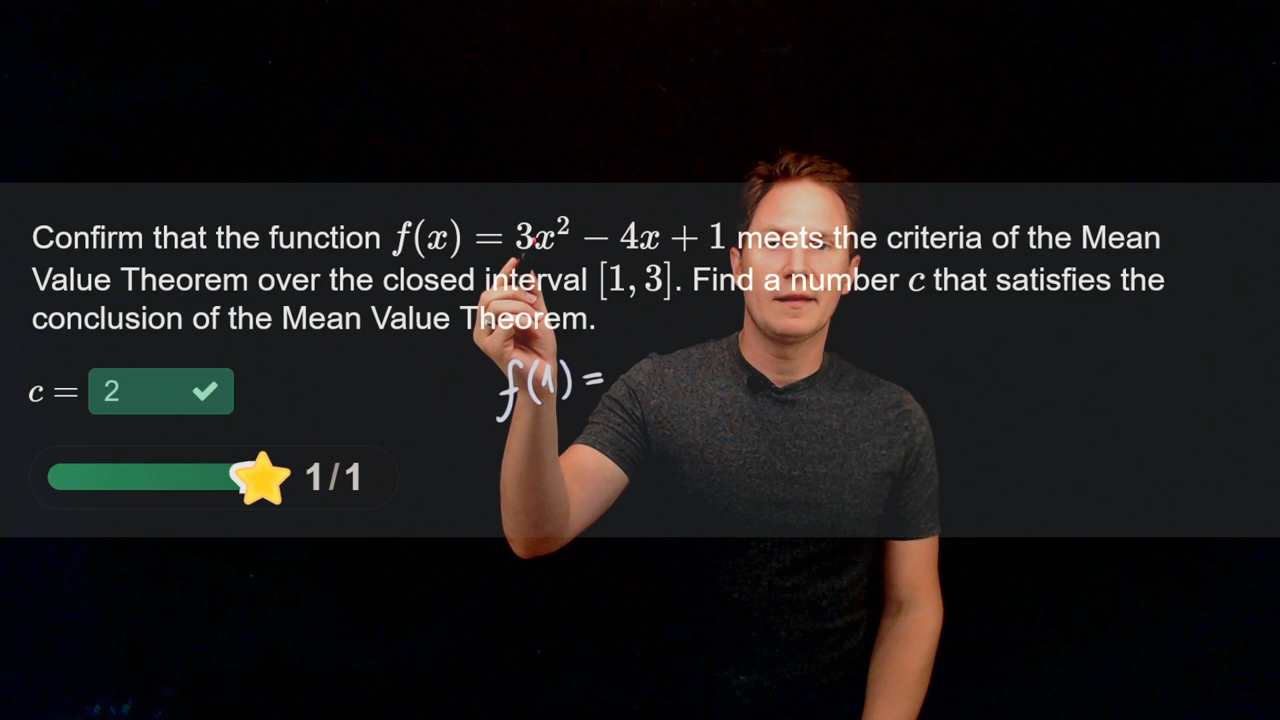 Confirm that the function f(x) = 3x² − 4x + 1 meets the criteria of the Mean
Value Theorem over the closed interval [1, 3]. Find a number c that satisfies the
conclusion of the Mean Value Theorem.
c = 2
f(1) =
1/1